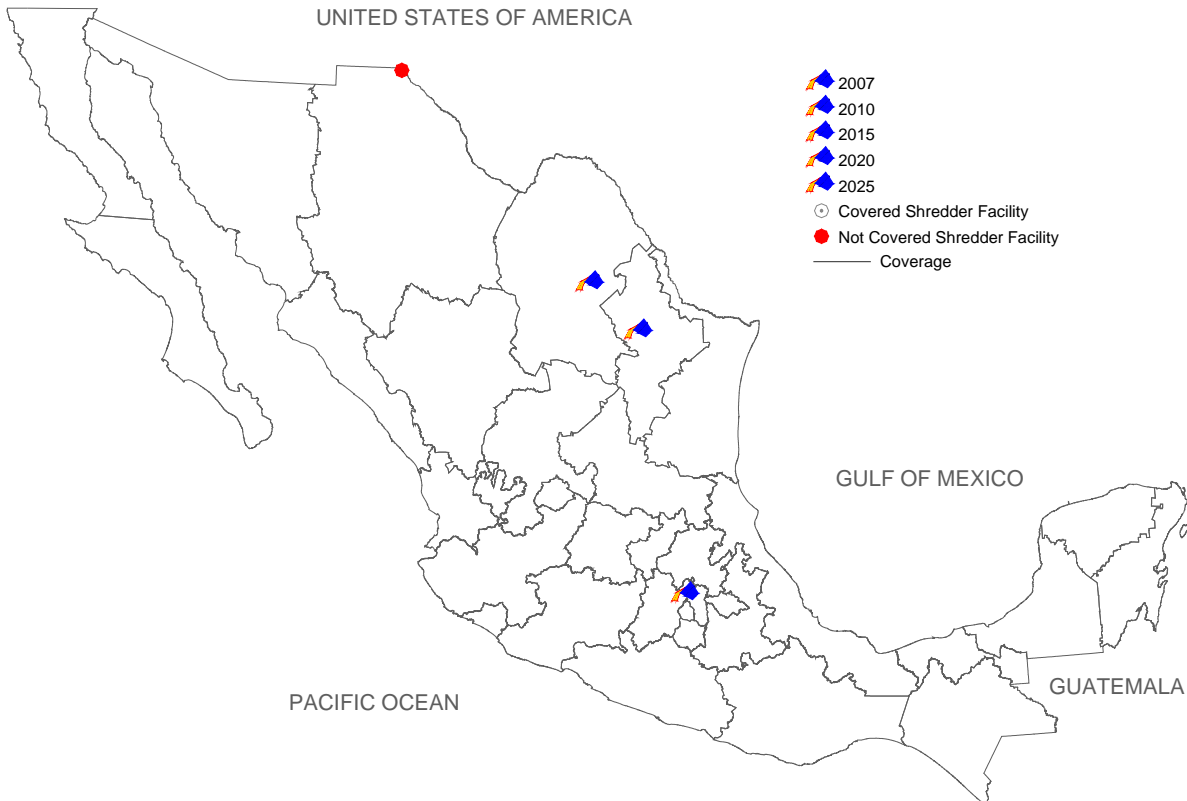 UNITED STATES OF AMERICA
2007
2010
2015
2020
2025
Covered Shredder Facility
Not Covered Shredder Facility
Coverage
GULF OF MEXICO
GUATEMALA
PACIFIC OCEAN